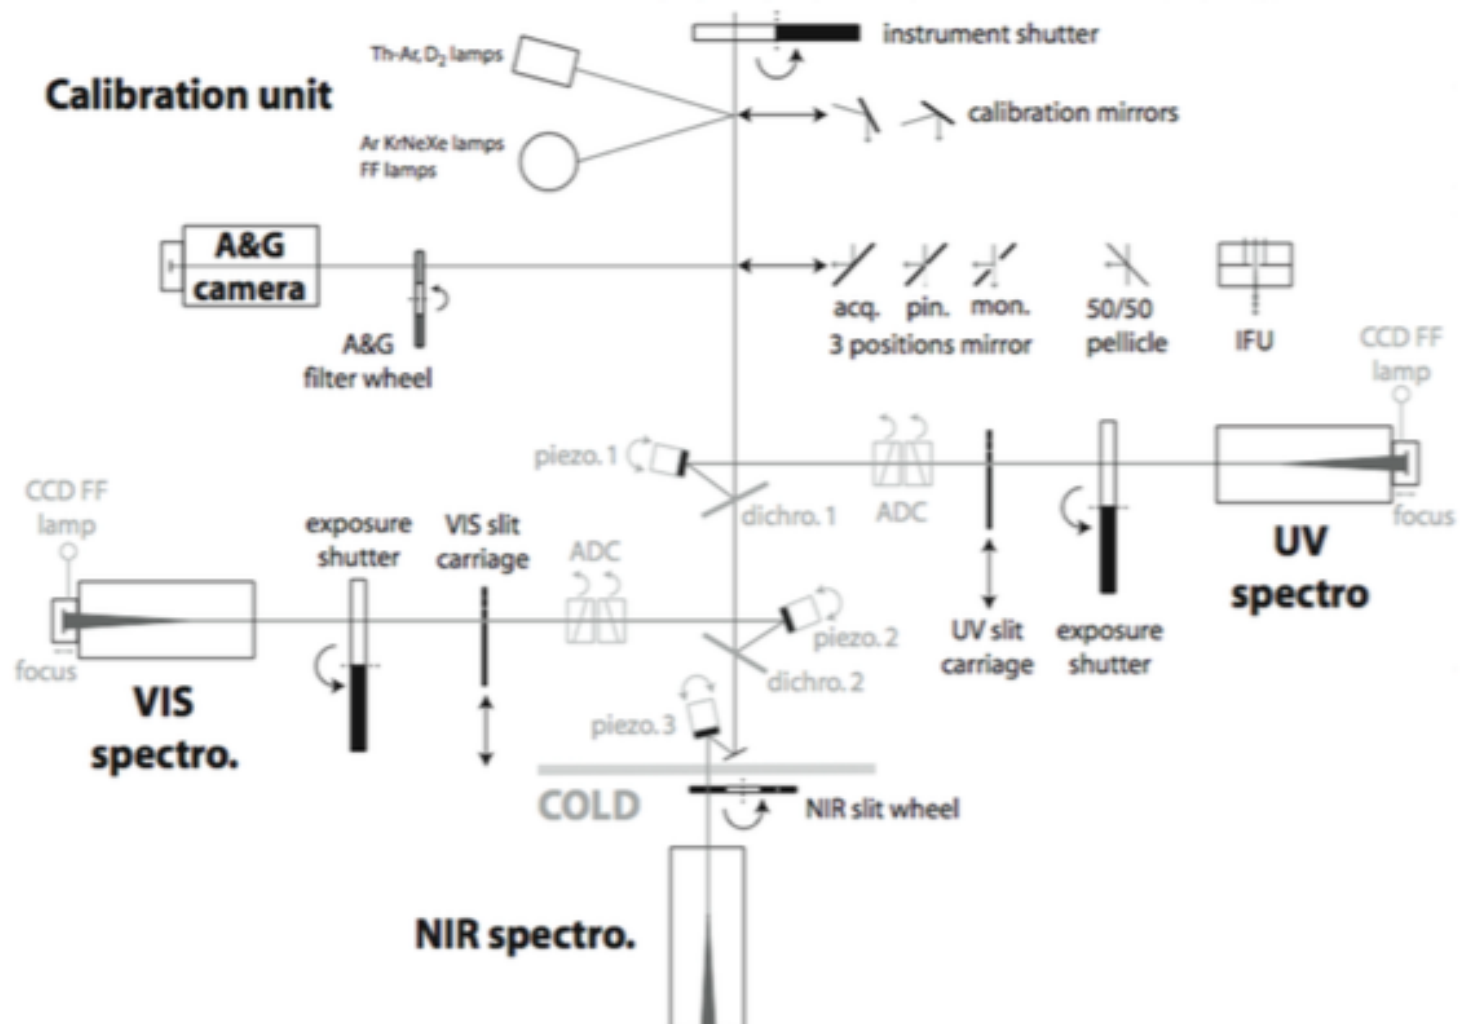 instrument shutter
Th-Ar, D2 lamps
Calibration unit
calibration mirrors
Ar KrNeXe lamps
FF lamps
A&G
camera
A&G
filter wheel
acq. pin. mon.
3 positions mirror
50/50
pellicle
IFU
CCD FF
lamp
piezo. 1
dichro. 1
ADC
focus
UV
spectro
UV slit
carriage
exposure
shutter
CCD FF
lamp
exposure
shutter
VIS slit
carriage
ADC
focus
VIS
spectro.
piezo. 2
dichro. 2
piezo. 3
COLD
NIR slit wheel
NIR spectro.